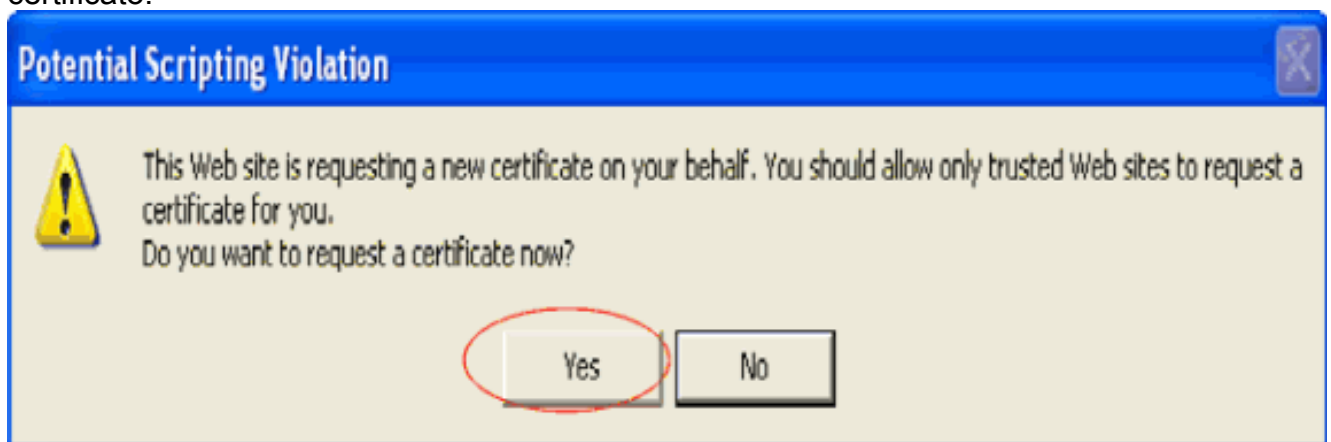 certificate.
Potential Scripting Violation
This Web site is requesting a new certificate on your behalf. You should allow only trusted Web sites to request a
certificate for you.
Do you want to request a certificate now?
Yes No